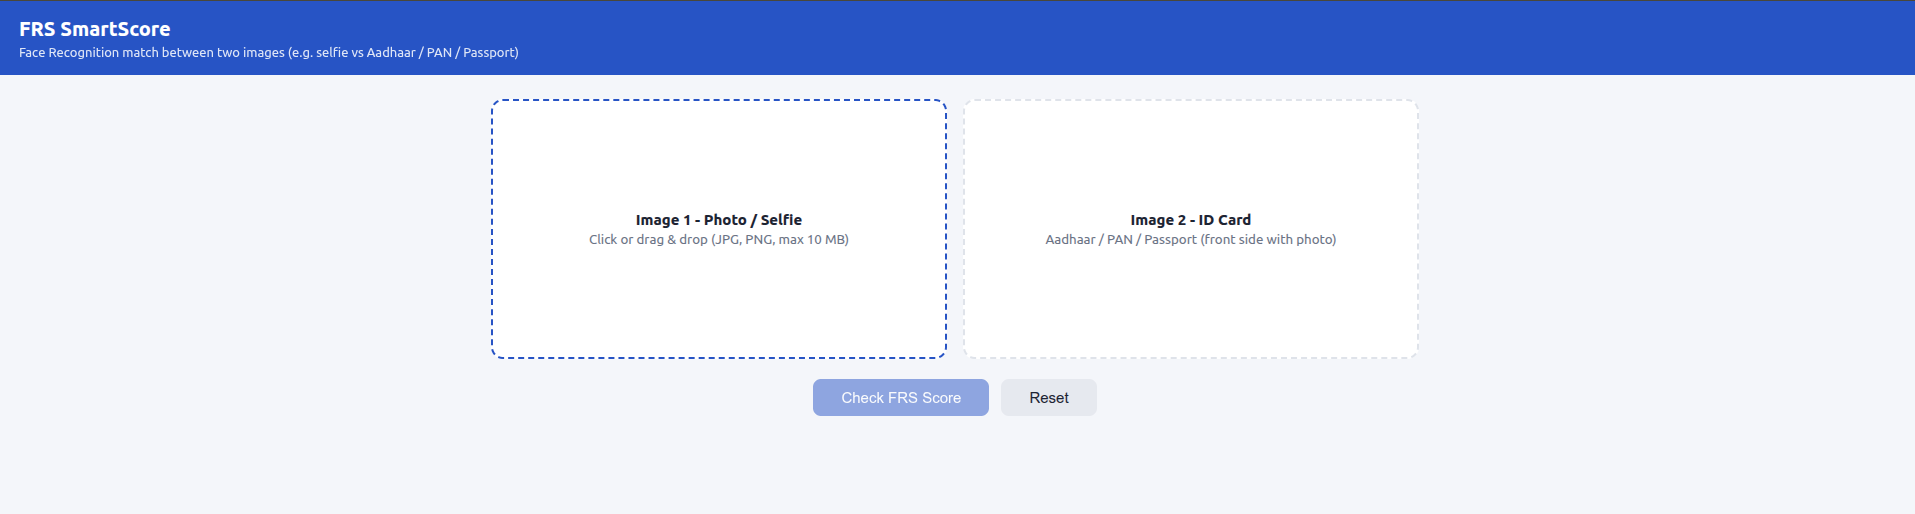 FRS SmartScore
Face Recognition match between two images (e.g. selfie vs Aadhaar / PAN / Passport)
Image 1 - Photo / Selfie
Click or drag & drop (JPG, PNG, max 10 MB)
Image 2 - ID Card
Aadhaar / PAN / Passport (front side with photo)
Check FRS Score
Reset